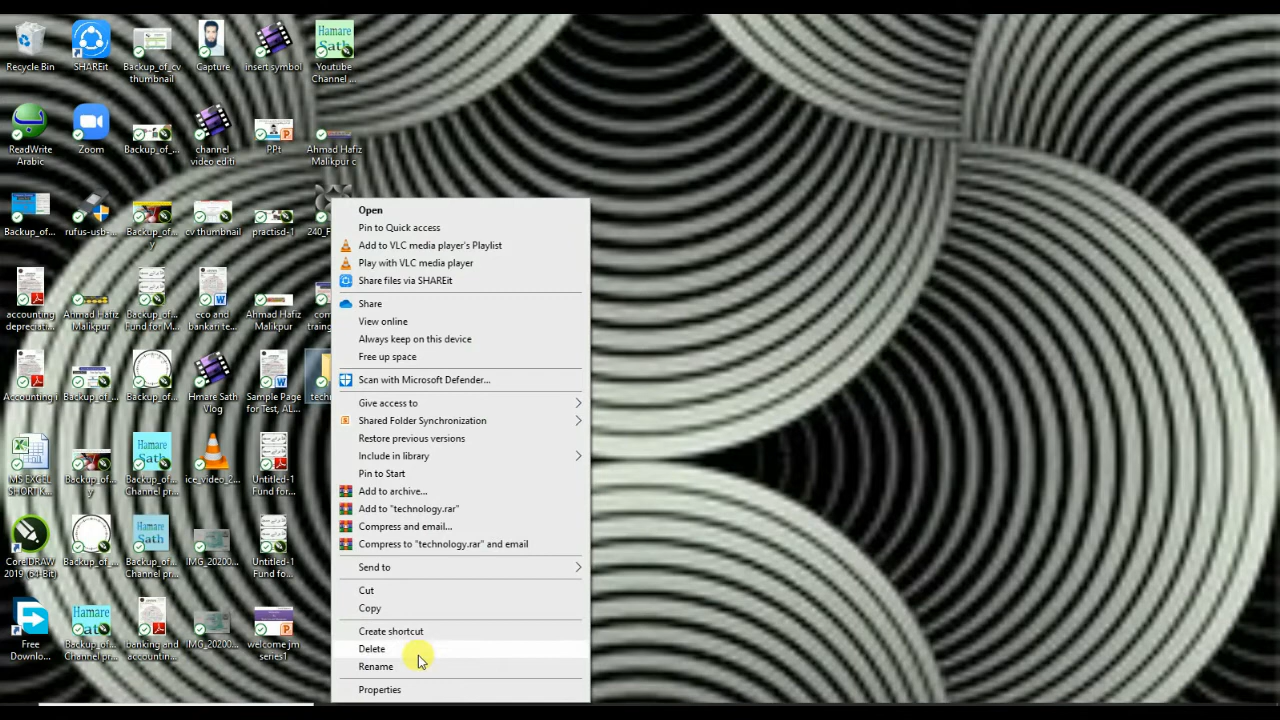 Recycle Bin
SHAREit
Backup_of_cv
thumbnail
Capture
insert symbol
Hamare
Sath
Youtube
Channel ...
ReadWrite
Arabic
Zoom
Backup_of_...
channel
video editi
PPt
Ahmad Hafiz
Malikpur c
Backup_of...
rufus-usb-...
Backup_of...
y
cv thumbnail
practisd-1
240_F
accounting
depreciati...
Ahmad Hafiz
Malikpur
Backup_of...
Fund for M...
eco and
bankari te...
Ahmad Hafiz
Malikpur
com
traing
Accounting i
Backup_of_...
Backup_of...
Hmare Sath
Vlog
Sample Page
for Test, AL...
techn
MS EXCEL
SHORTK...
Backup_of...
y
Hamare
Sath
Backup_of...
Channel pr...
ice_video_2...
Untitled-1
Fund for...
CorelDRAW
2019 (64-Bit)
Backup_of_...
Hamare
Sath
Backup_of...
Channel pr...
IMG_20200...
Untitled-1
Fund fo...
Free
Downlo...
Hamare
Sath
Backup_of...
Channel pr...
banking and
accountin...
IMG_20200...
welcome jm
series1
Open
Pin to Quick access
Add to VLC media player's Playlist
Play with VLC media player
Share files via SHAREit
Share
View online
Always keep on this device
Free up space
Scan with Microsoft Defender...
Give access to
Shared Folder Synchronization
Restore previous versions
Include in library
Pin to Start
Add to archive...
Add to "technology.rar"
Compress and email...
Compress to "technology.rar" and email
Send to
Cut
Copy
Create shortcut
Delete
Rename
Properties